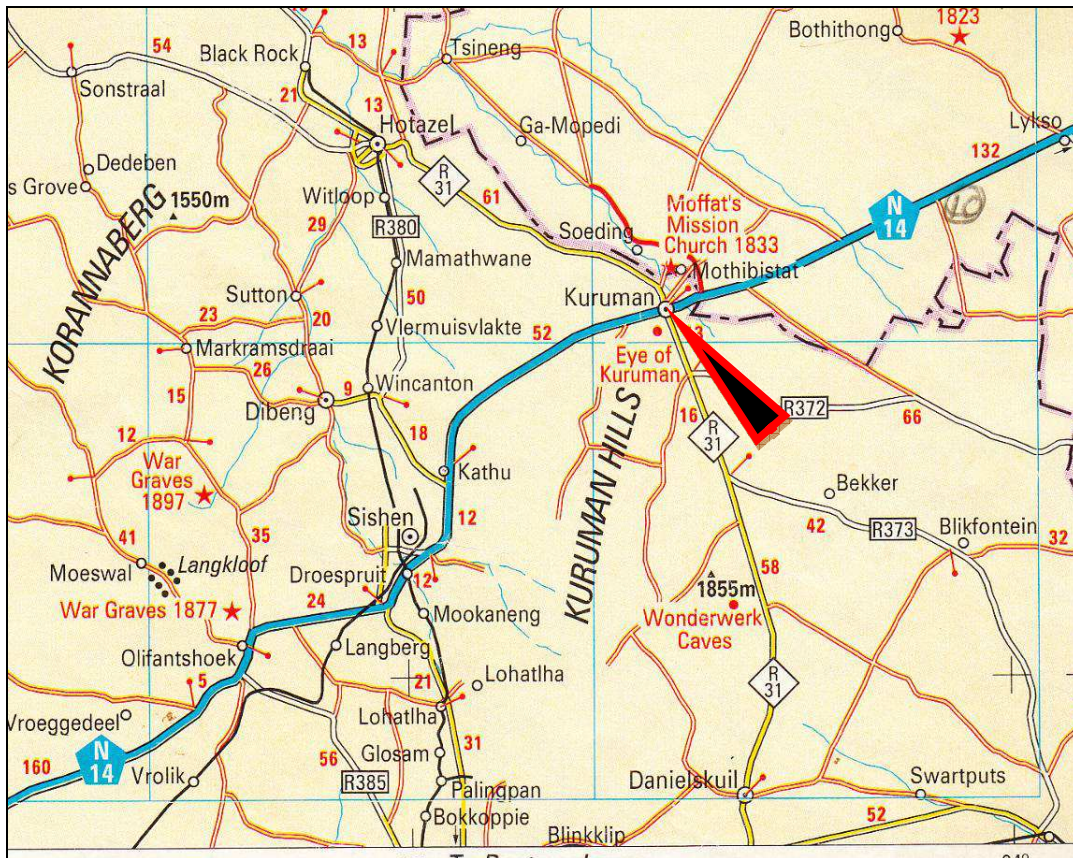 1823
Bothithong
54
13
Black Rock
Tsineng
Sonstraal
21
13
Hotazel
Ga-Mopedi
Lykso
132
Dedeben
s Grove
1550m
R
31
61
Witloop
Moffat's
Mission
Church 1833
10
N
14
29
R380
Soeding
Mamathwane
Mothibistat
KORANNABERG
Sutton
50
Kuruman
23
20
Vlermuisvlakte
52
3
Markramsdraai
Eye of
Kuruman
26
9
Wincanton
15
Dibeng
16
R372
66
12
18
R
31
War
Graves
1897
Kathu
KURUMAN HILLS
Bekker
12
42
R373
Sishen
35
Blikfontein
32
41
Langkloof
Moeswal
Droespruit
12
58
1855m
24
War Graves 1877
Mookaneng
Wonderwerk
Caves
Olifantshoek
Langberg
5
21
Lohatlha
R
31
Vroeggedeel
Lohatlha
31
N
14
56
Glosam
160
Vrolik
R385
Palingpan
Danielskuil
Swartputs
Bokkoppie
52
Blinkklip